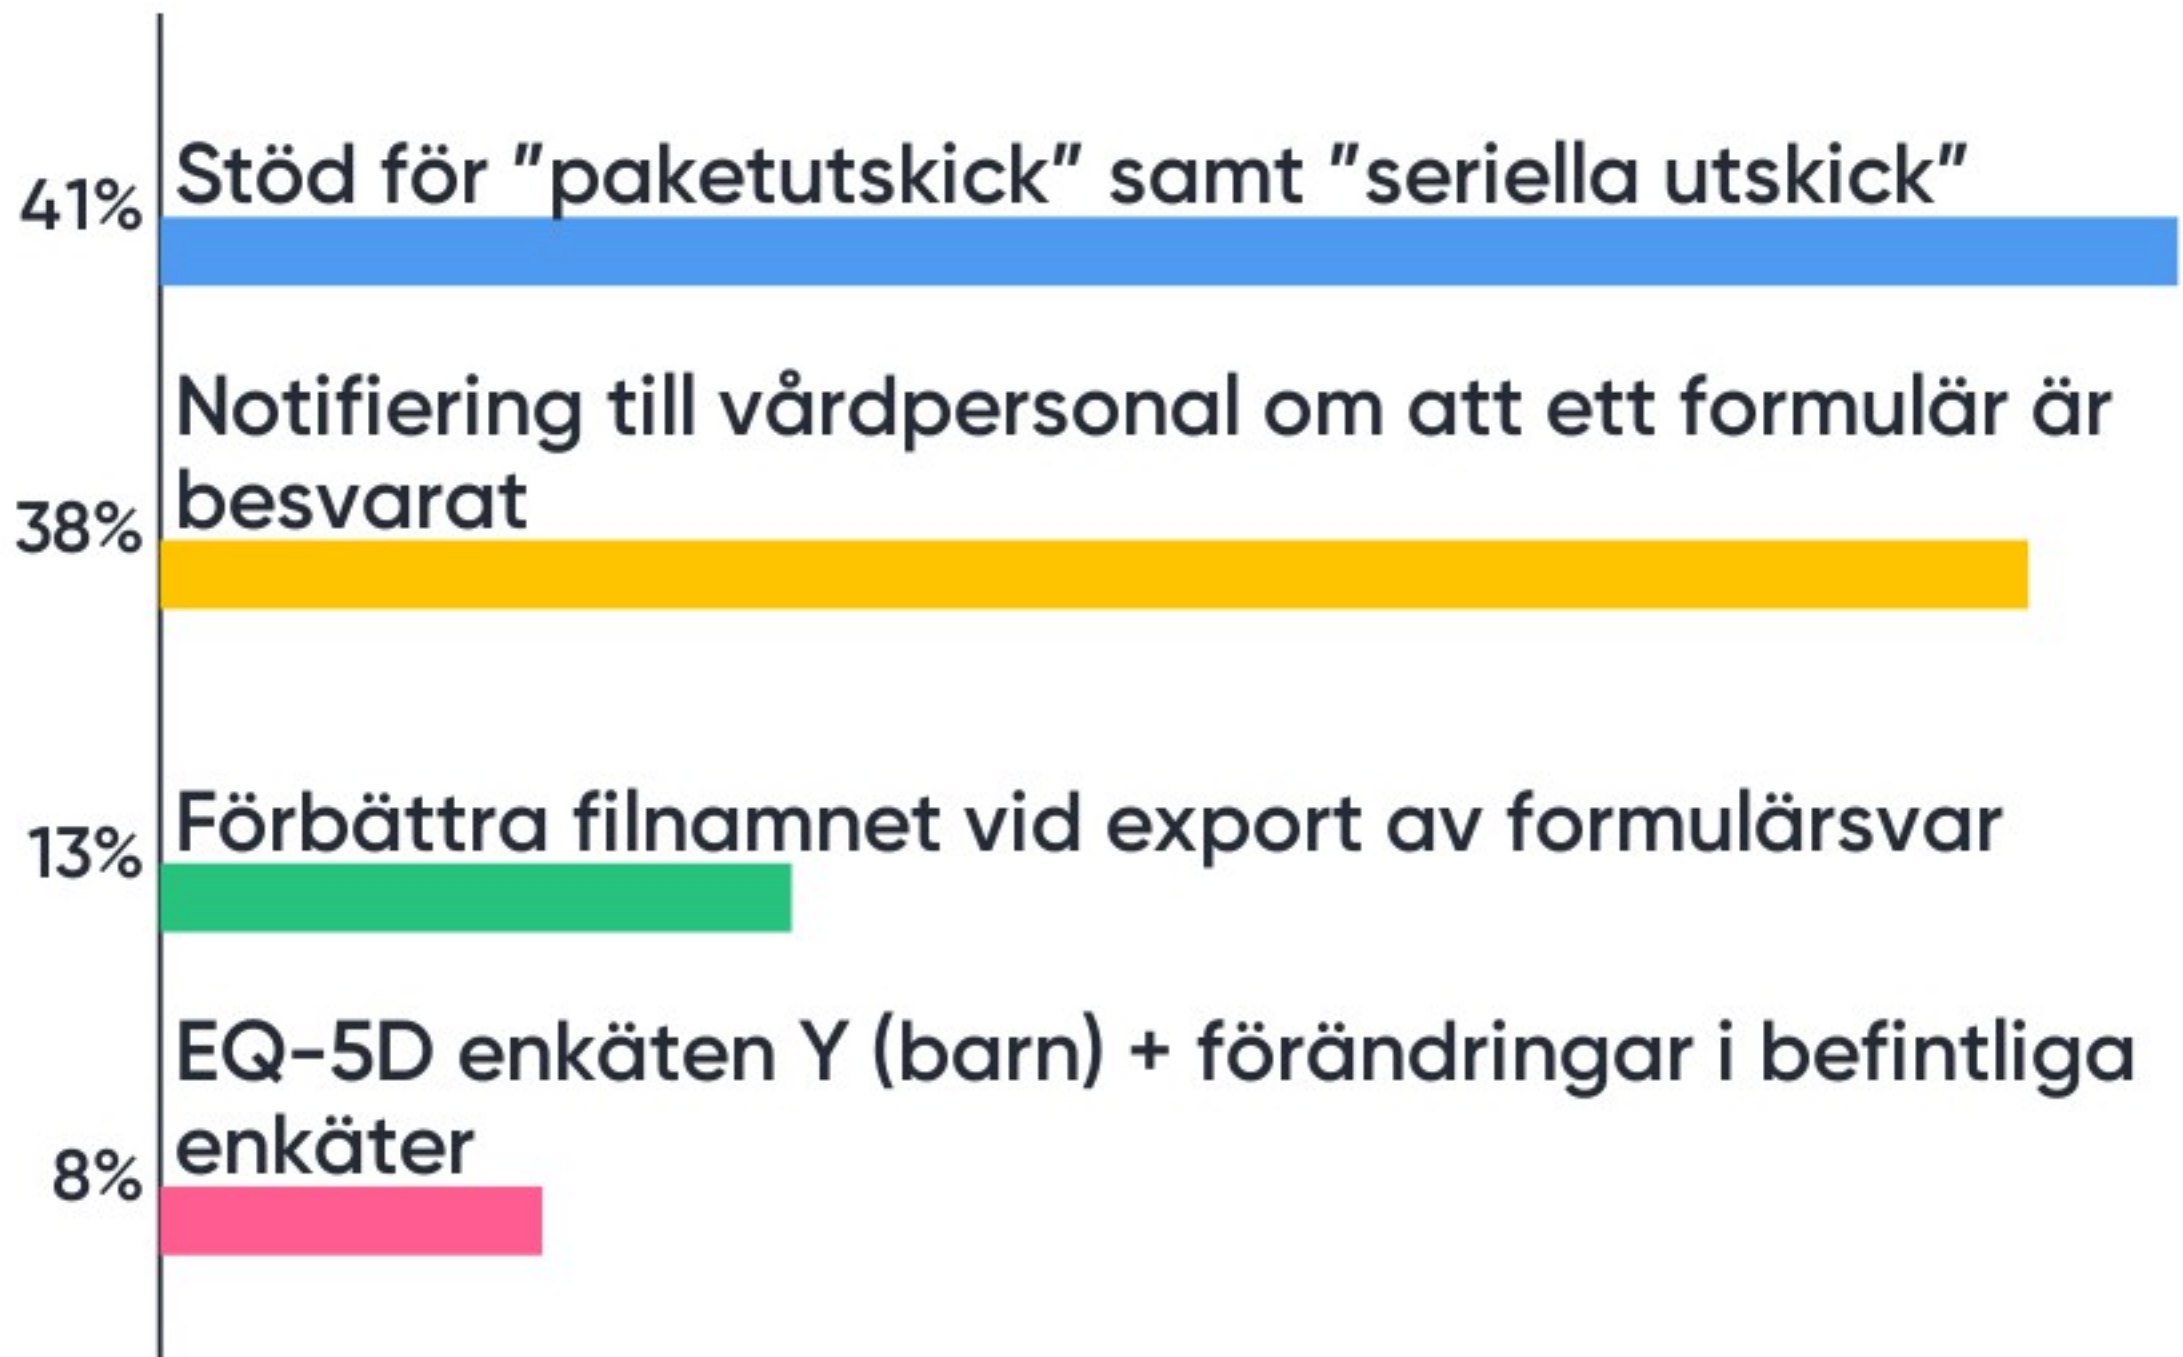 Stöd för ”paketutskick” samt ”seriella utskick”
41%
Notifiering till vårdpersonal om att ett formulär är
besvarat
38%
Förbättra filnamnet vid export av formulärsvar
13%
EQ-5D enkäten Y (barn) + förändringar i befintliga
enkäter
8%